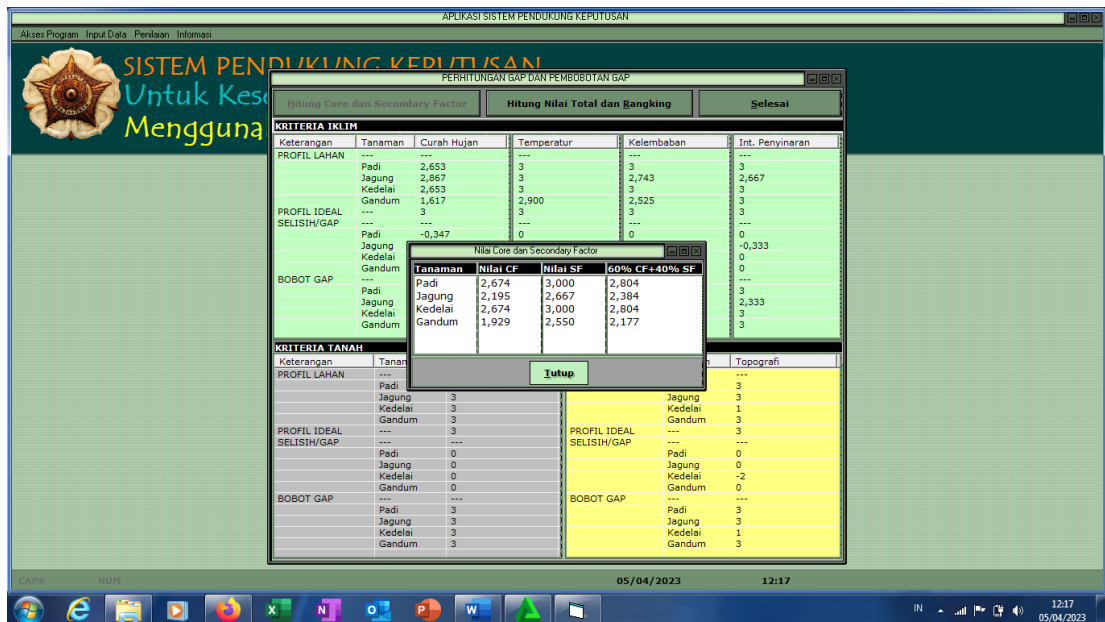 APLIKASI SISTEM PENDUKUNG KEPUTUSAN
Akses Program Input Data Penilaian Informasi
SISTEM PENDUKUNG KEPUTUSAN
Untuk Kes
Mengguna
PERHITUNGAN GAP DAN PEMBOBOTAN GAP
Hitung Core dan Secondary Factor Hitung Nilai Total dan Rangking Selesai
KRITERIA IKLIM
Keterangan Tanaman Curah Hujan Temperatur Kelembaban Int. Penyinaran
PROFIL LAHAN --- --- --- --- ---
Padi 2,653 3 3 3
Jagung 2,867 3 2,743 2,667
Kedelai 2,653 3 3 3
Gandum 1,617 2,900 2,525 3
PROFIL IDEAL --- 3 3 3 3
SELISIH/GAP --- --- --- --- ---
Padi -0,347 0 0 0
Jagung -0,333
Kedelai 0
Gandum 0
BOBOT GAP --- ---
Padi 3
Jagung 2,333
Kedelai 3
Gandum 3
Nilai Core dan Secondary Factor
Tanaman Nilai CF Nilai SF 60% CF+40% SF
Padi 2,674 3,000 2,804
Jagung 2,195 2,667 2,384
Kedelai 2,674 3,000 2,804
Gandum 1,929 2,550 2,177
Tutup
KRITERIA TANAH
Keterangan Tanam n Topografi
PROFIL LAHAN --- ---
Padi 3
Jagung 3 Jagung 3
Kedelai 3 Kedelai 1
Gandum 3 Gandum 3
PROFIL IDEAL --- 3 PROFIL IDEAL --- 3
SELISIH/GAP --- --- SELISIH/GAP --- ---
Padi 0 Padi 0
Jagung 0 Jagung 0
Kedelai 0 Kedelai -2
Gandum 0 Gandum 0
BOBOT GAP --- --- BOBOT GAP --- ---
Padi 3 Padi 3
Jagung 3 Jagung 3
Kedelai 3 Kedelai 1
Gandum 3 Gandum 3
CAPS NUM 05/04/2023 12:17
IN 12:17
05/04/2023